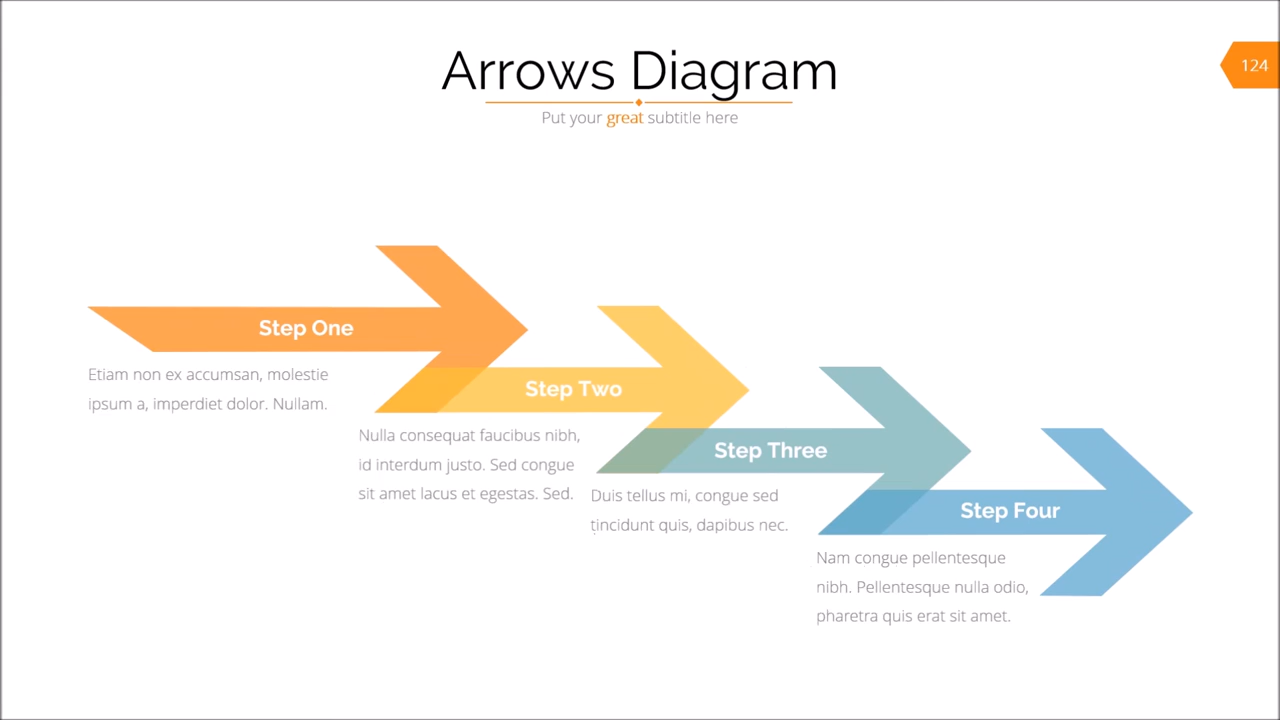 Arrows Diagram
124
Put your great subtitle here
Step One
Etiam non ex accumsan, molestie
ipsum a, imperdiet dolor. Nullam.
Step Two
Nulla consequat faucibus nibh,
id interdum justo. Sed congue
sit amet lacus et egestas. Sed.
Step Three
Duis tellus mi, congue sed
tincidunt quis, dapibus nec.
Step Four
Nam congue pellentesque
nibh. Pellentesque nulla odio,
pharetra quis erat sit amet.